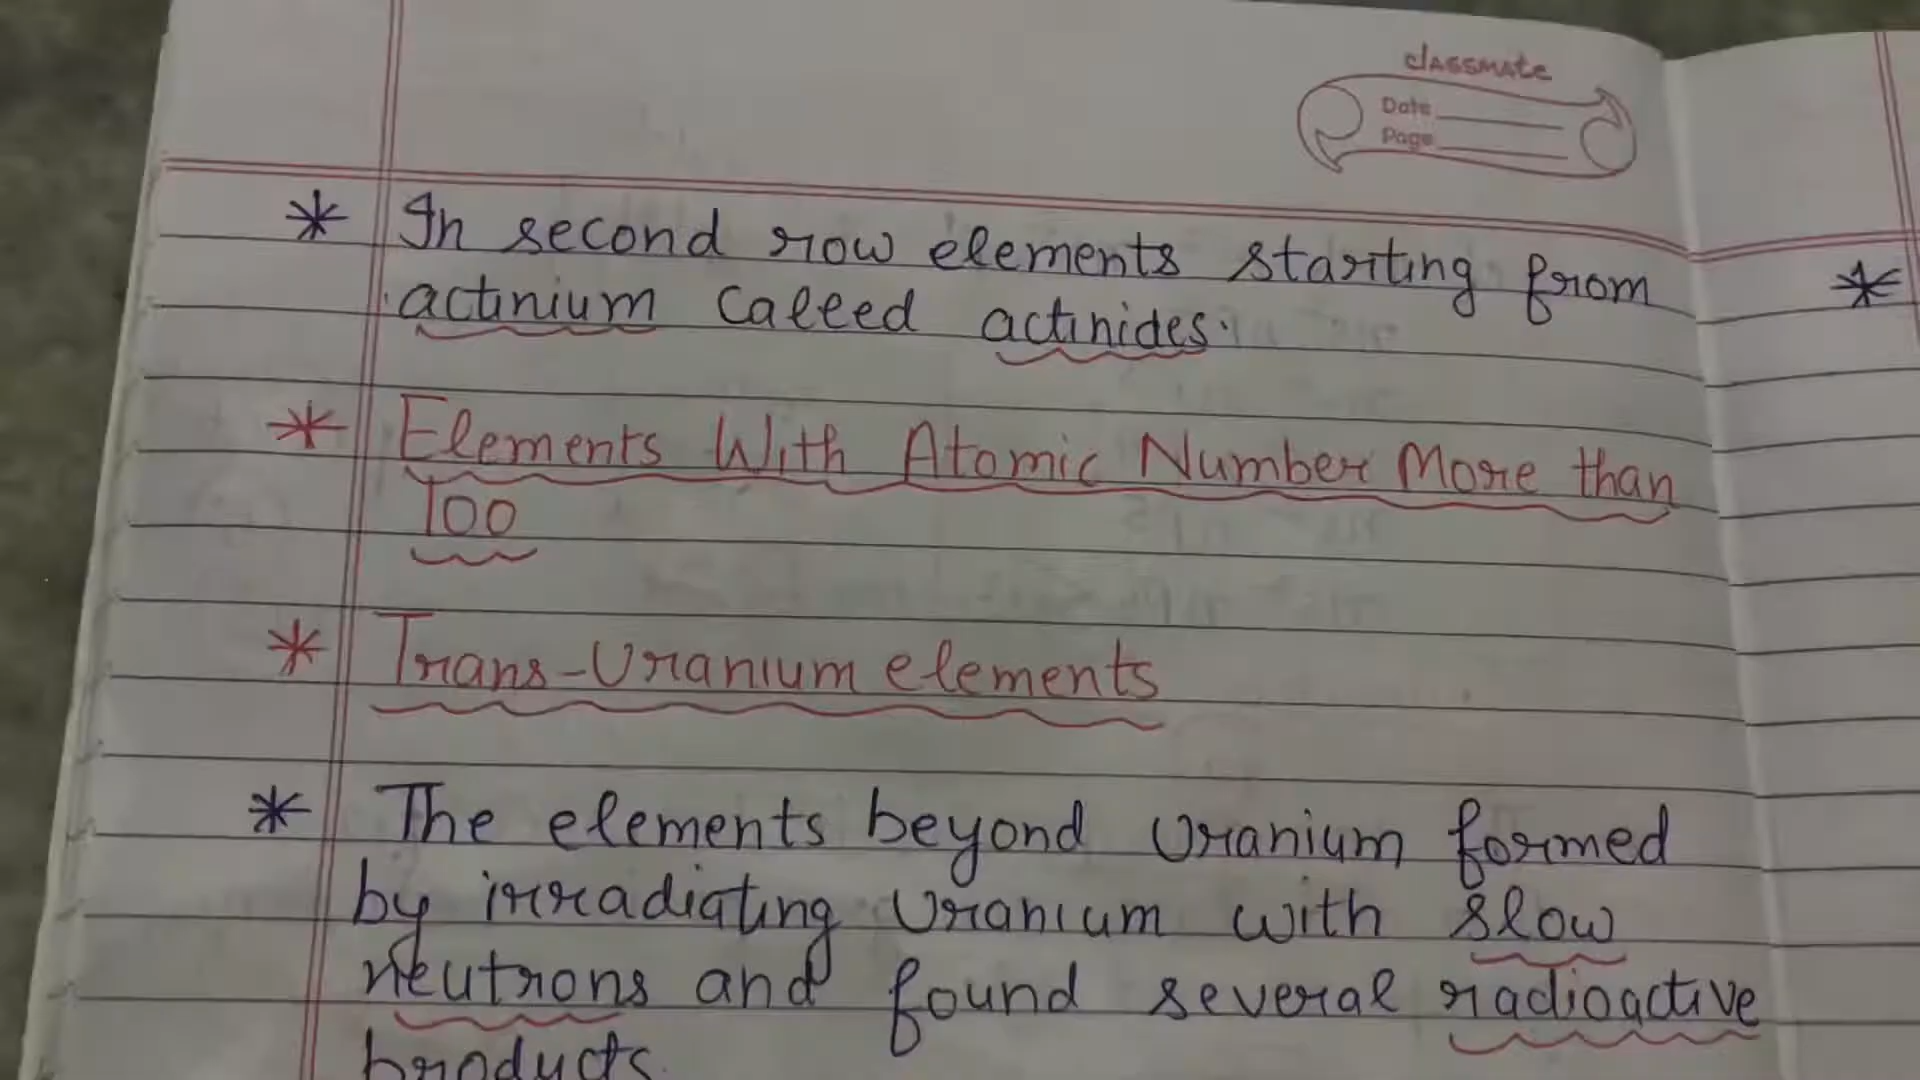 classmate
Date
Page
* In second row elements starting from
actinium called actinides.
* Elements With Atomic Number More than
100
* Trans-Uranium elements
* The elements beyond Uranium formed
by irradiating Uranium with slow
neutrons and found several radioactive
products.
*